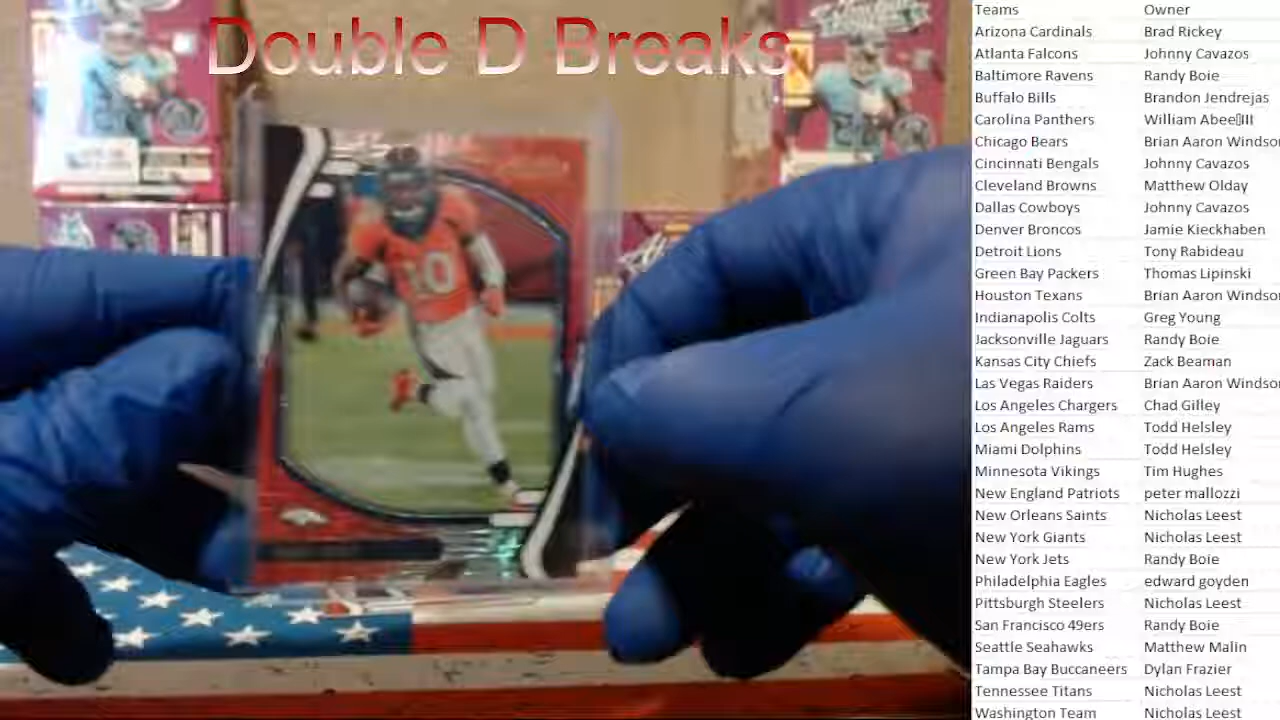 Double D Breaks
Teams Owner
Arizona Cardinals Brad Rickey
Atlanta Falcons Johnny Cavazos
Baltimore Ravens Randy Boie
Buffalo Bills Brandon Jendrejas
Carolina Panthers William Abee▯III
Chicago Bears Brian Aaron Windso
Cincinnati Bengals Johnny Cavazos
Cleveland Browns Matthew Olday
Dallas Cowboys Johnny Cavazos
Denver Broncos Jamie Kieckhaben
Detroit Lions Tony Rabideau
Green Bay Packers Thomas Lipinski
Houston Texans Brian Aaron Windso
Indianapolis Colts Greg Young
Jacksonville Jaguars Randy Boie
Kansas City Chiefs Zack Beaman
Las Vegas Raiders Brian Aaron Windso
Los Angeles Chargers Chad Gilley
Los Angeles Rams Todd Helsley
Miami Dolphins Todd Helsley
Minnesota Vikings Tim Hughes
New England Patriots peter mallozzi
New Orleans Saints Nicholas Leest
New York Giants Nicholas Leest
New York Jets Randy Boie
Philadelphia Eagles edward goyden
Pittsburgh Steelers Nicholas Leest
San Francisco 49ers Randy Boie
Seattle Seahawks Matthew Malin
Tampa Bay Buccaneers Dylan Frazier
Tennessee Titans Nicholas Leest
Washington Team Nicholas Leest